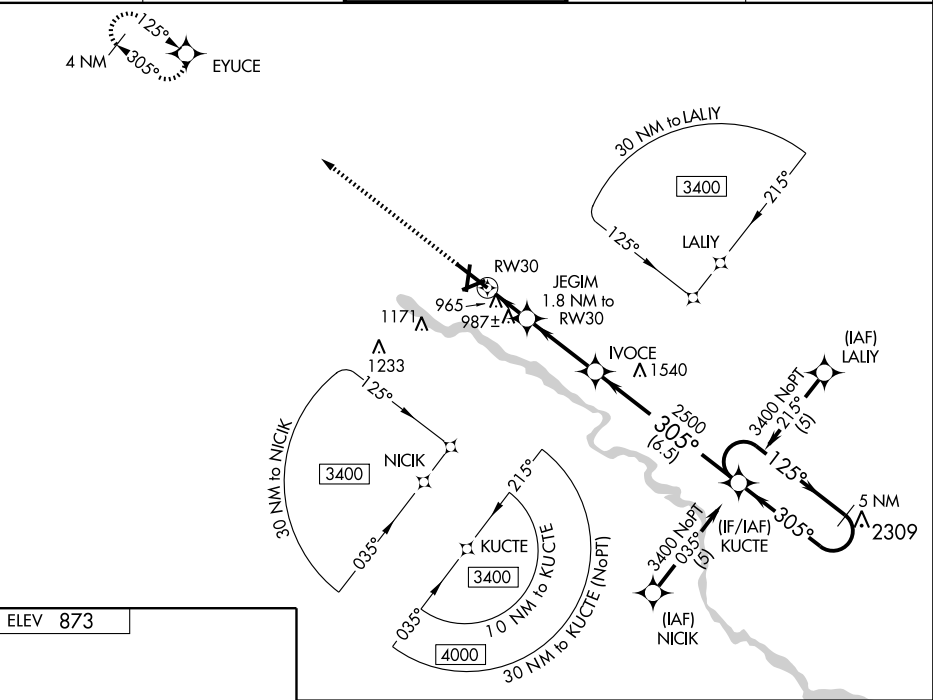 125°
4 NM
305°
EYUCE
30 NM to LALIY
3400
215°
125°
LALIY
RW30
JEGIM
1.8 NM to
RW30
965
987±
1171
1233
IVOCE
1540
(IAF)
LALIY
3400 NoPT
215°
(5)
2500
305°
(6.5)
125°
5 NM
2309
305°
(IF/IAF)
KUCTE
3400 NoPT
035°
(5)
(IAF)
NICIK
30 NM to NICIK
125°
3400
NICIK
035°
215°
KUCTE
3400
10 NM to KUCTE
035°
4000
30 NM to KUCTE (NoPT)
ELEV 873